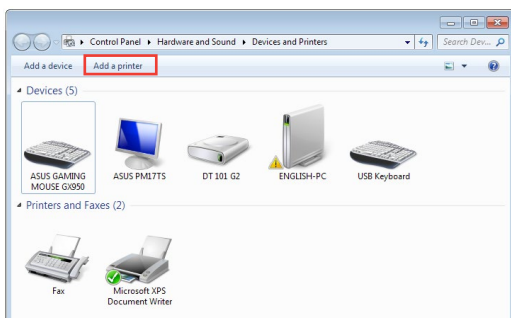 Control Panel ▸ Hardware and Sound ▸ Devices and Printers
Search Dev...
Add a device Add a printer
Devices (5)
ASUS GAMING MOUSE GX950
ASUS PM17TS
DT 101 G2
ENGLISH-PC
USB Keyboard
Printers and Faxes (2)
Fax
Microsoft XPS Document Writer